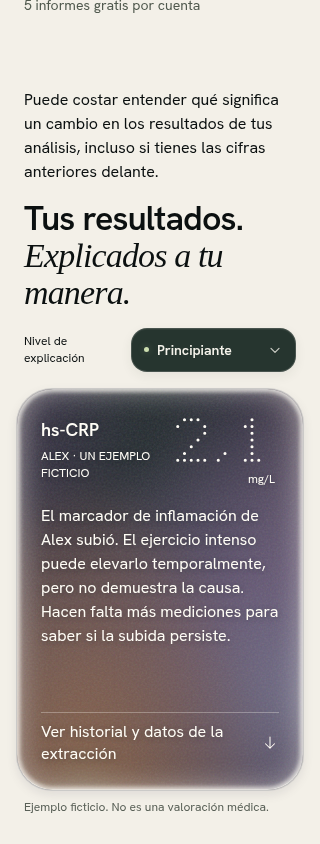 5 informes gratis por cuenta
Puede costar entender qué significa
un cambio en los resultados de tus
análisis, incluso si tienes las cifras
anteriores delante.
Tus resultados.
Explicados a tu
manera.
Nivel de
explicación
Principiante
hs-CRP
2.1
ALEX · UN EJEMPLO
FICTICIO
mg/L
El marcador de inflamación de
Alex subió. El ejercicio intenso
puede elevarlo temporalmente,
pero no demuestra la causa.
Hacen falta más mediciones para
saber si la subida persiste.
Ver historial y datos de la
extracción
Ejemplo ficticio. No es una valoración médica.